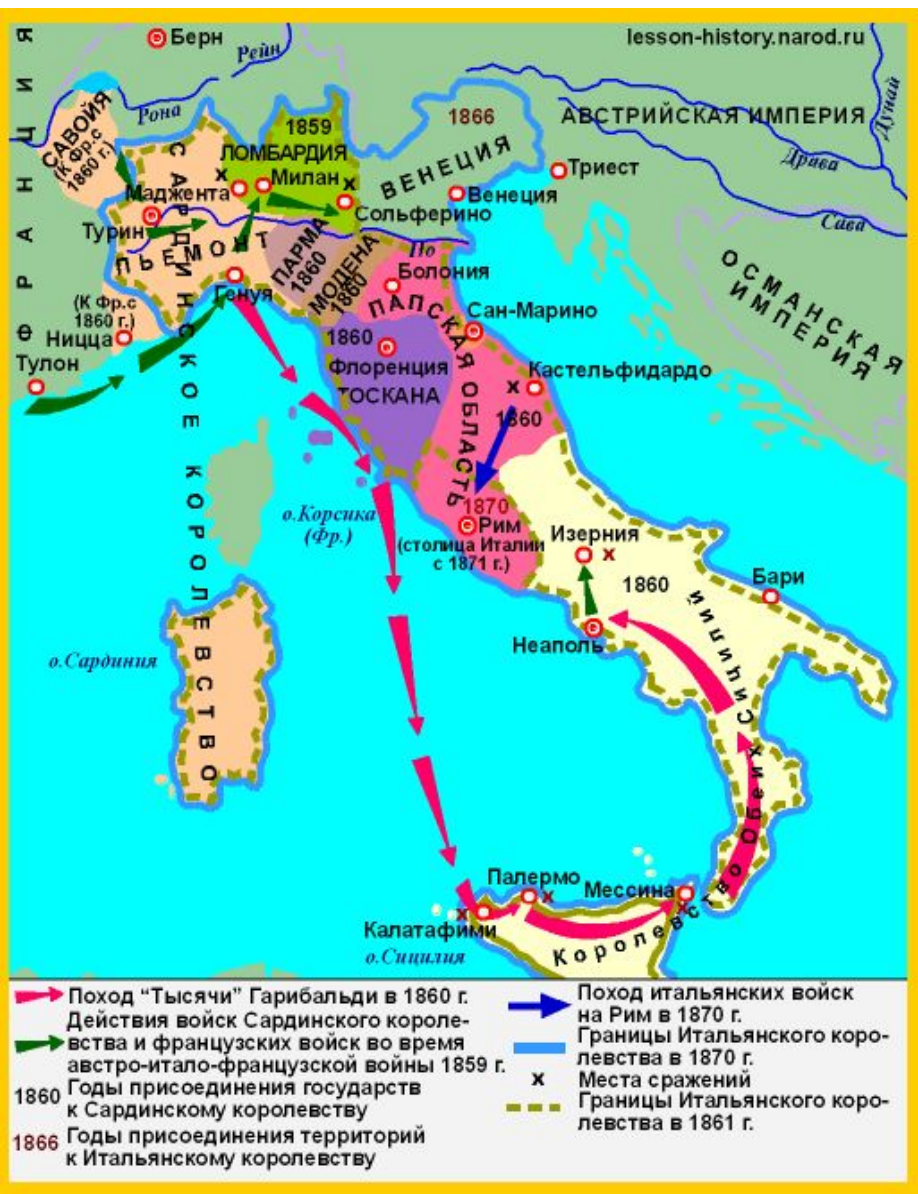 Берн
Рейн
lesson-history.narod.ru
ФРАНЦИЯ
Рона
САВОЙЯ
(К Фр.с
1860 г.)
1859
ЛОМБАРДИЯ
1866
АВСТРИЙСКАЯ ИМПЕРИЯ
Дунай
Драва
Сава
ВЕНЕЦИЯ
Триест
Венеция
Маджента
Милан
Сольферино
Турин
ПЬЕМОНТ
САРДИНСКОЕ КОРОЛЕВСТВО
ПАРМА
1860
МОДЕНА
1860
По
Болония
Генуя
(К Фр.с
1860 г.)
Ницца
Тулон
ОСМАНСКАЯ
ИМПЕРИЯ
ПАПСКАЯ ОБЛАСТЬ
Сан-Марино
1860
Флоренция
ТОСКАНА
х
Кастельфидардо
1860
1870
Рим
(столица Италии
с 1871 г.)
о.Корсика
(Фр.)
Изерния
х
1860
Бари
Неаполь
о.Сардиния
Королевство Обеих Сицилий
Палермо
Мессина
Калатафими
о.Сицилия
Поход “Тысячи” Гарибальди в 1860 г.
Действия войск Сардинского короле-
вства и французских войск во время
австро-итало-французской войны 1859 г.
1860 Годы присоединения государств
к Сардинскому королевству
1866 Годы присоединения территорий
к Итальянскому королевству
Поход итальянских войск
на Рим в 1870 г.
Границы Итальянского коро-
левства в 1870 г.
х Места сражений
Границы Итальянского коро-
левства в 1861 г.